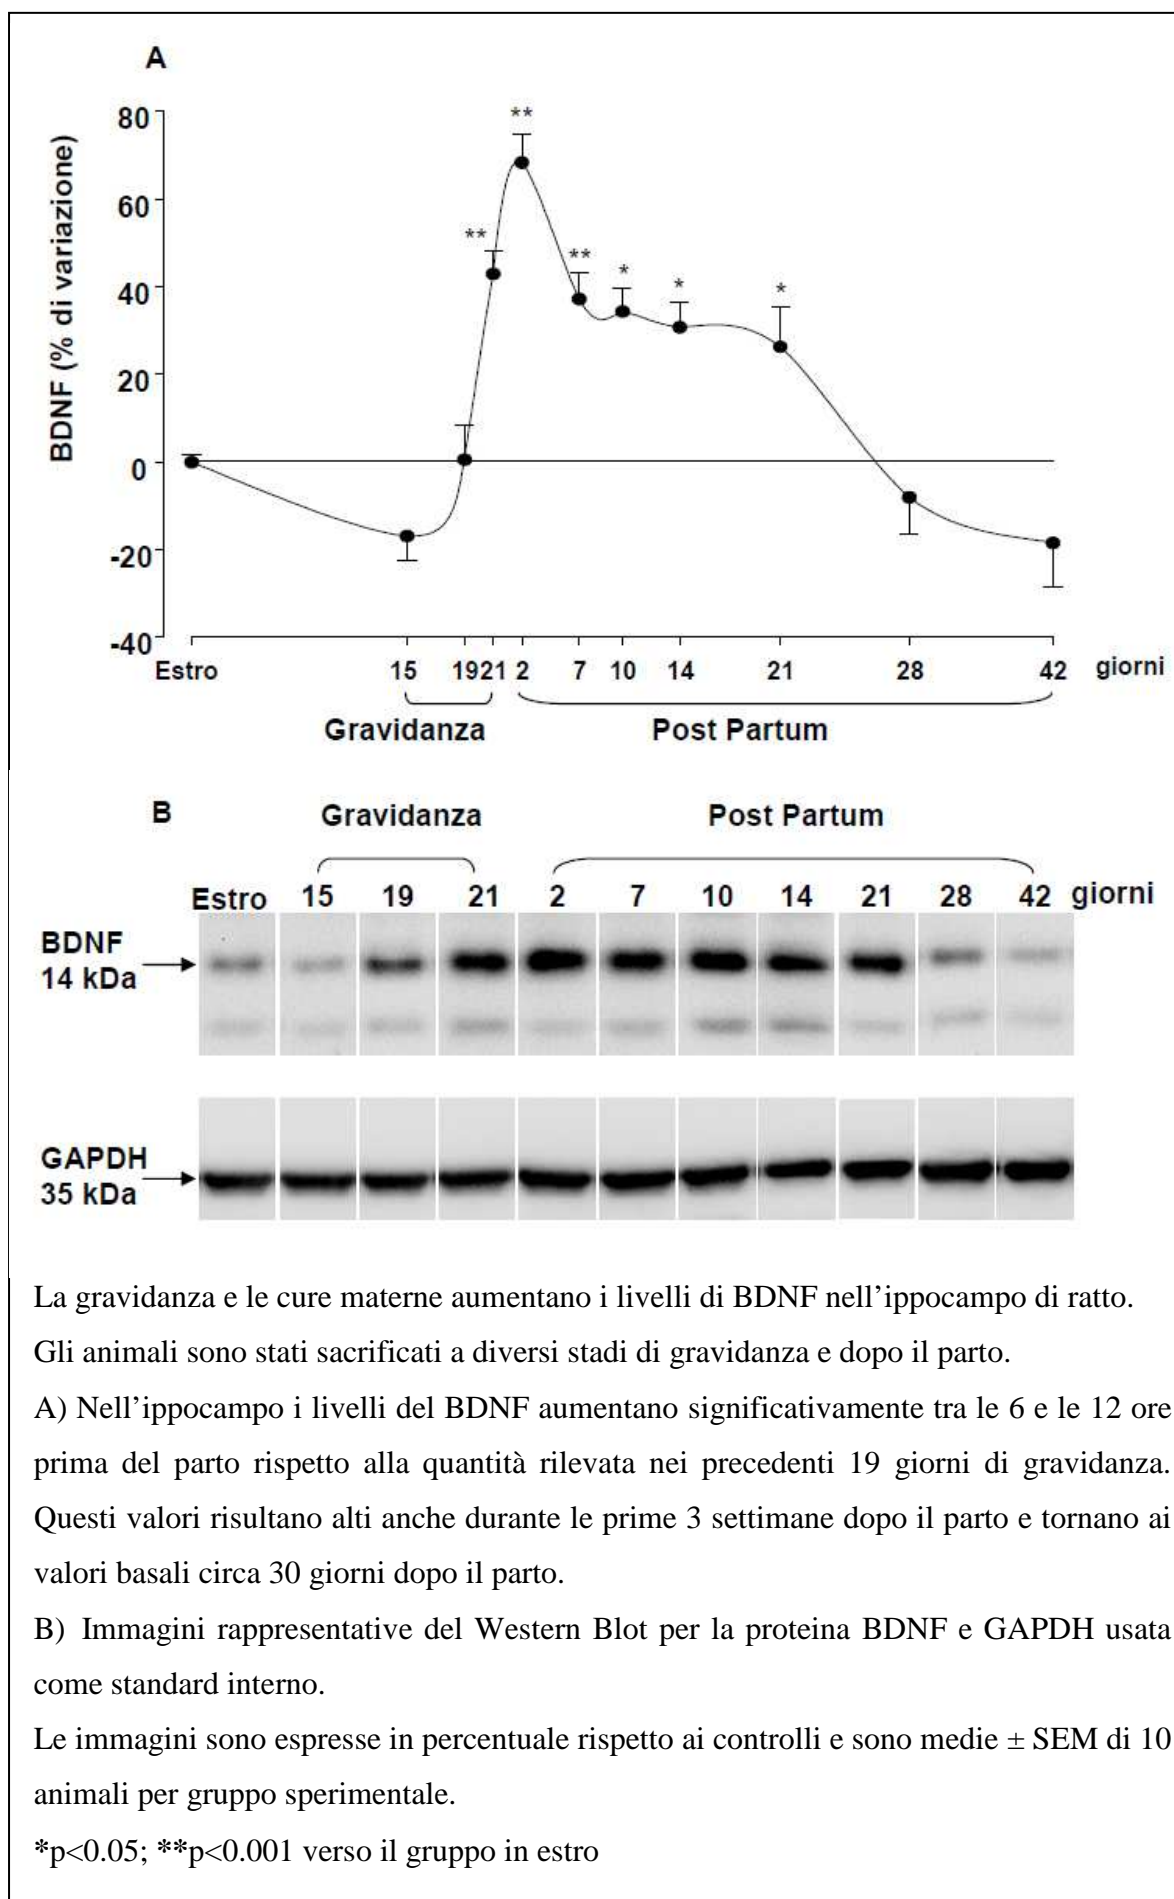 A
BDNF (% di variazione)
80
60
40
20
0
-20
-40
**
**
**
*
*
*
Estro 15 19 21 2 7 10 14 21 28 42 giorni
Gravidanza Post Partum
B Gravidanza Post Partum
Estro 15 19 21 2 7 10 14 21 28 42 giorni
BDNF
14 kDa
GAPDH
35 kDa
La gravidanza e le cure materne aumentano i livelli di BDNF nell’ippocampo di ratto.
Gli animali sono stati sacrificati a diversi stadi di gravidanza e dopo il parto.
A) Nell’ippocampo i livelli del BDNF aumentano significativamente tra le 6 e le 12 ore
prima del parto rispetto alla quantità rilevata nei precedenti 19 giorni di gravidanza.
Questi valori risultano alti anche durante le prime 3 settimane dopo il parto e tornano ai
valori basali circa 30 giorni dopo il parto.
B) Immagini rappresentative del Western Blot per la proteina BDNF e GAPDH usata
come standard interno.
Le immagini sono espresse in percentuale rispetto ai controlli e sono medie ± SEM di 10
animali per gruppo sperimentale.
*p<0.05; **p<0.001 verso il gruppo in estro